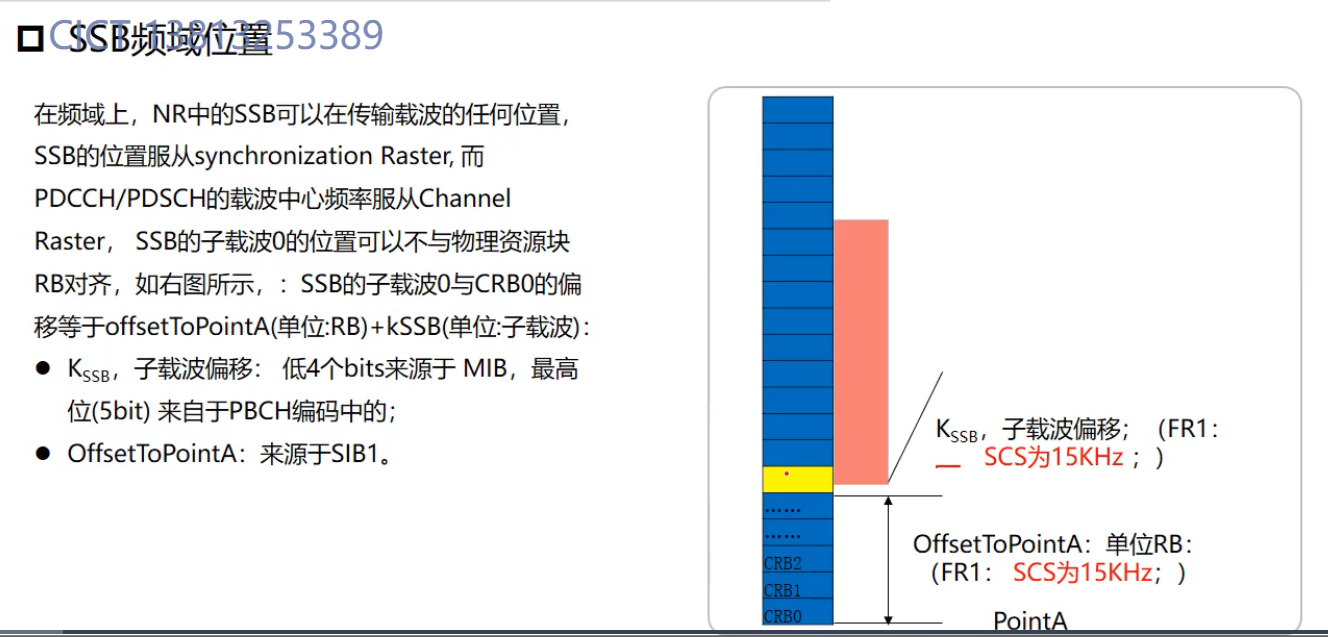 SSB频域位置
CICT 13813253389
在频域上，NR中的SSB可以在传输载波的任何位置，
SSB的位置服从synchronization Raster, 而
PDCCH/PDSCH的载波中心频率服从Channel
Raster， SSB的子载波0的位置可以不与物理资源块
RB对齐，如右图所示，：SSB的子载波0与CRB0的偏
移等于offsetToPointA(单位:RB)+kSSB(单位:子载波)：
● KSSB，子载波偏移： 低4个bits来源于 MIB，最高
位(5bit) 来自于PBCH编码中的；
● OffsetToPointA：来源于SIB1。
KSSB，子载波偏移；（FR1：
SCS为15KHz；）
……
……
CRB2
CRB1
CRB0
OffsetToPointA：单位RB：
（FR1： SCS为15KHz；）
PointA